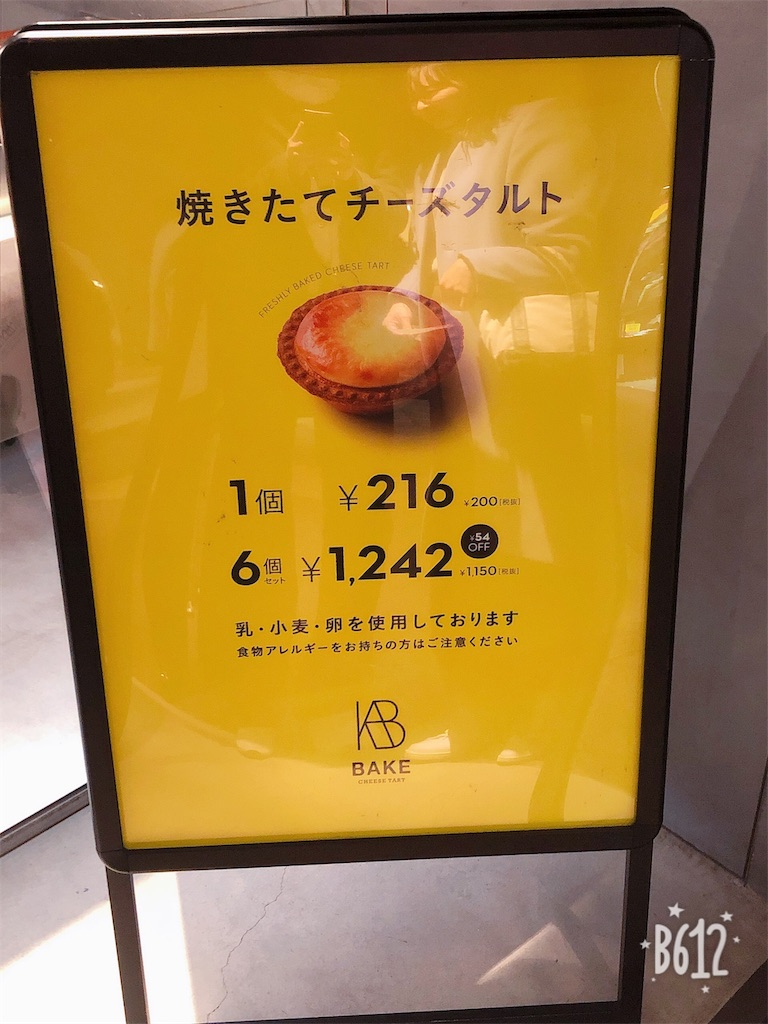 焼きたてチーズタルト
FRESHLY BAKED CHEESE TART
1個 ¥216 ¥200[税抜]
¥54
OFF
6個セット ¥1,242 ¥1,150[税抜]
乳・小麦・卵を使用しております
食物アレルギーをお持ちの方はご注意ください
KAB
BAKE
CHEESE TART
B612